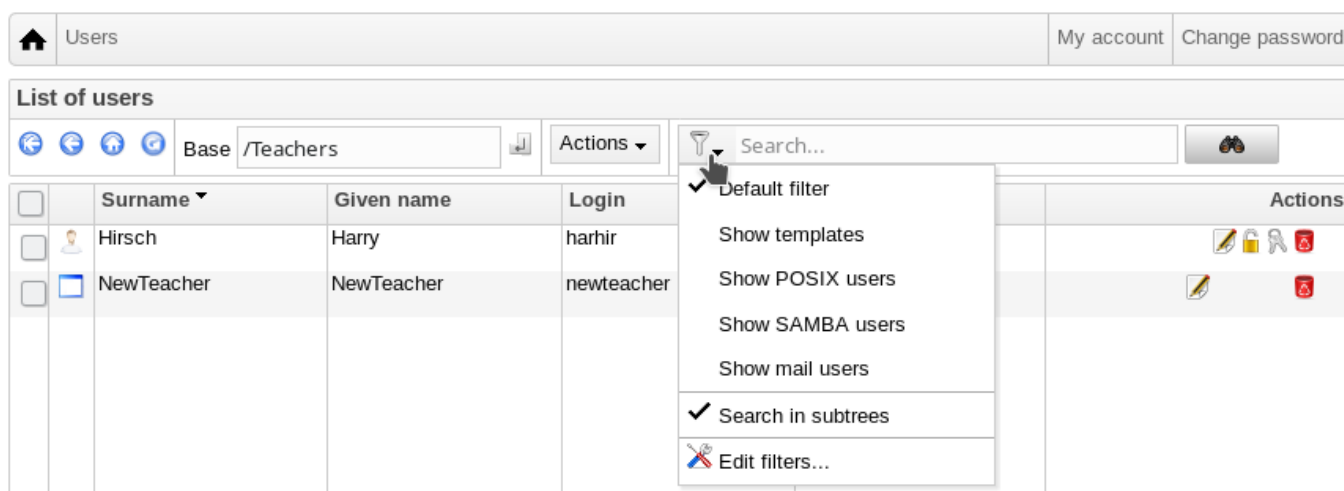 Users My account Change password
List of users
Base /Teachers Actions Search...
Surname Given name Login Actions
Hirsch Harry harhir
NewTeacher NewTeacher newteacher
Default filter
Show templates
Show POSIX users
Show SAMBA users
Show mail users
Search in subtrees
Edit filters...